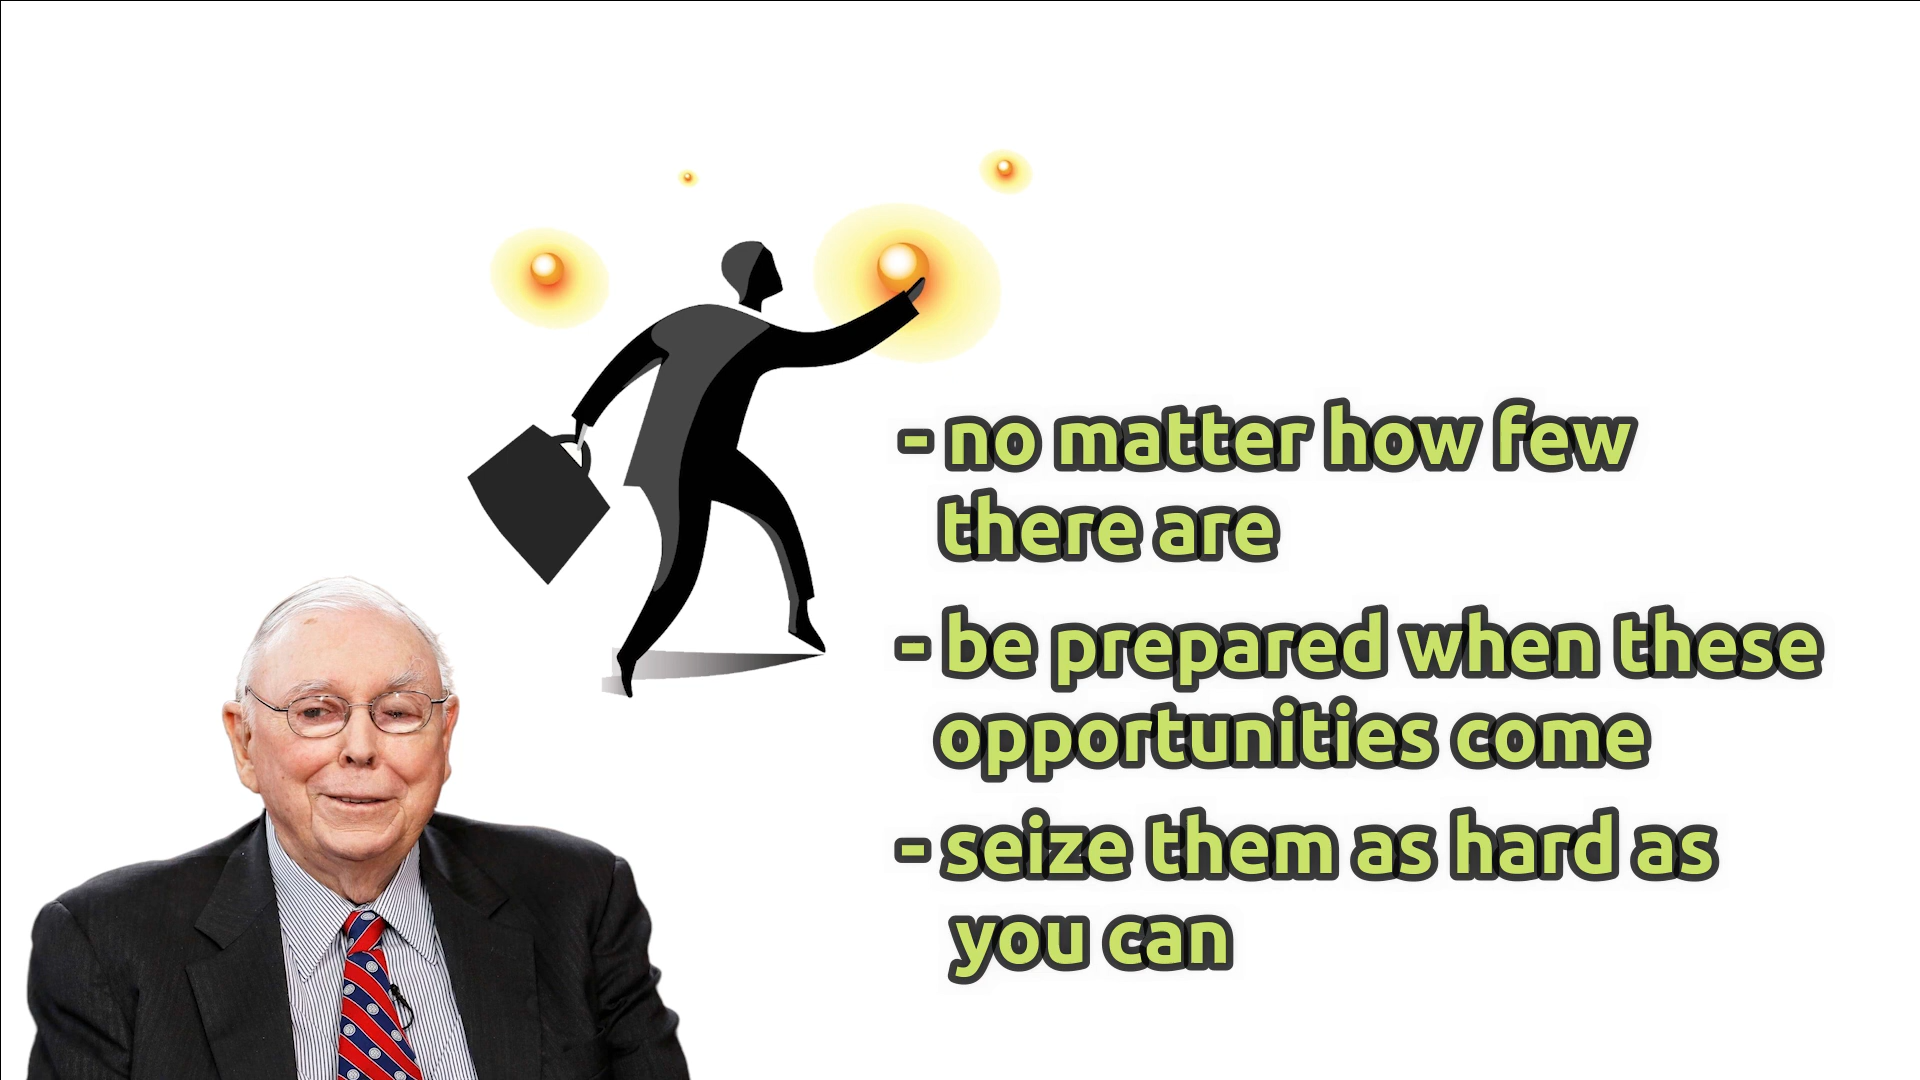 - no matter how few
there are
- be prepared when these
opportunities come
- seize them as hard as
you can